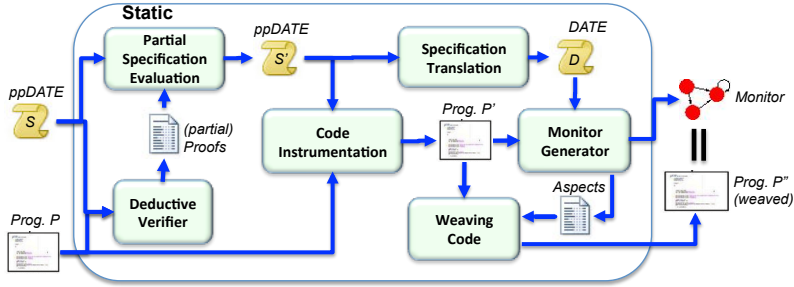 Static
ppDATE
S
Partial
Specification
Evaluation
ppDATE
S'
Specification
Translation
DATE
D
(partial)
Proofs
Code
Instrumentation
Prog. P'
Monitor
Generator
Monitor
Prog. P
Deductive
Verifier
Aspects
Weaving
Code
Prog. P''
(weaved)